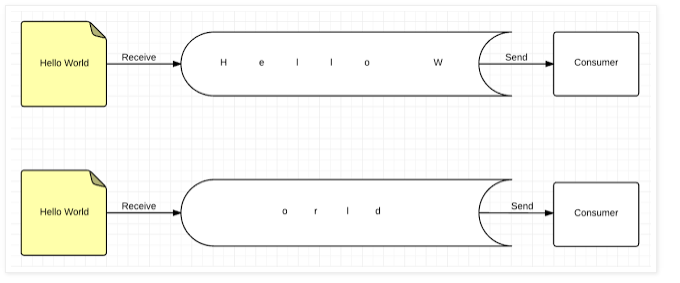 Hello World
Receive
H e l l o W
Send
Consumer
Hello World
Receive
o r l d
Send
Consumer